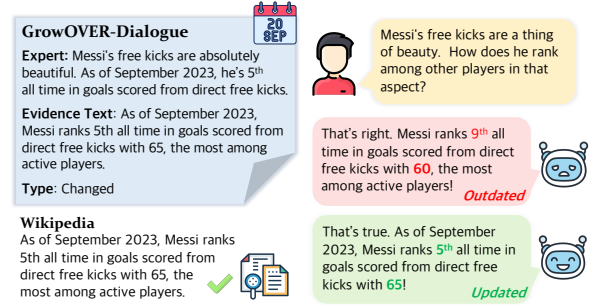 GrowOVER-Dialogue
20
SEP
Expert: Messi's free kicks are absolutely
beautiful. As of September 2023, he's 5th
all time in goals scored from direct free kicks.
Evidence Text: As of September 2023,
Messi ranks 5th all time in goals scored from
direct free kicks with 65, the most among
active players.
Type: Changed
Wikipedia
As of September 2023, Messi ranks
5th all time in goals scored from
direct free kicks with 65, the
most among active players.
Messi's free kicks are a thing
of beauty. How does he rank
among other players in that
aspect?
That's right. Messi ranks 9th all
time in goals scored from direct
free kicks with 60, the most
among active players!
Outdated
That's true. As of September
2023, Messi ranks 5th all time in
goals scored from direct free
kicks with 65!
Updated